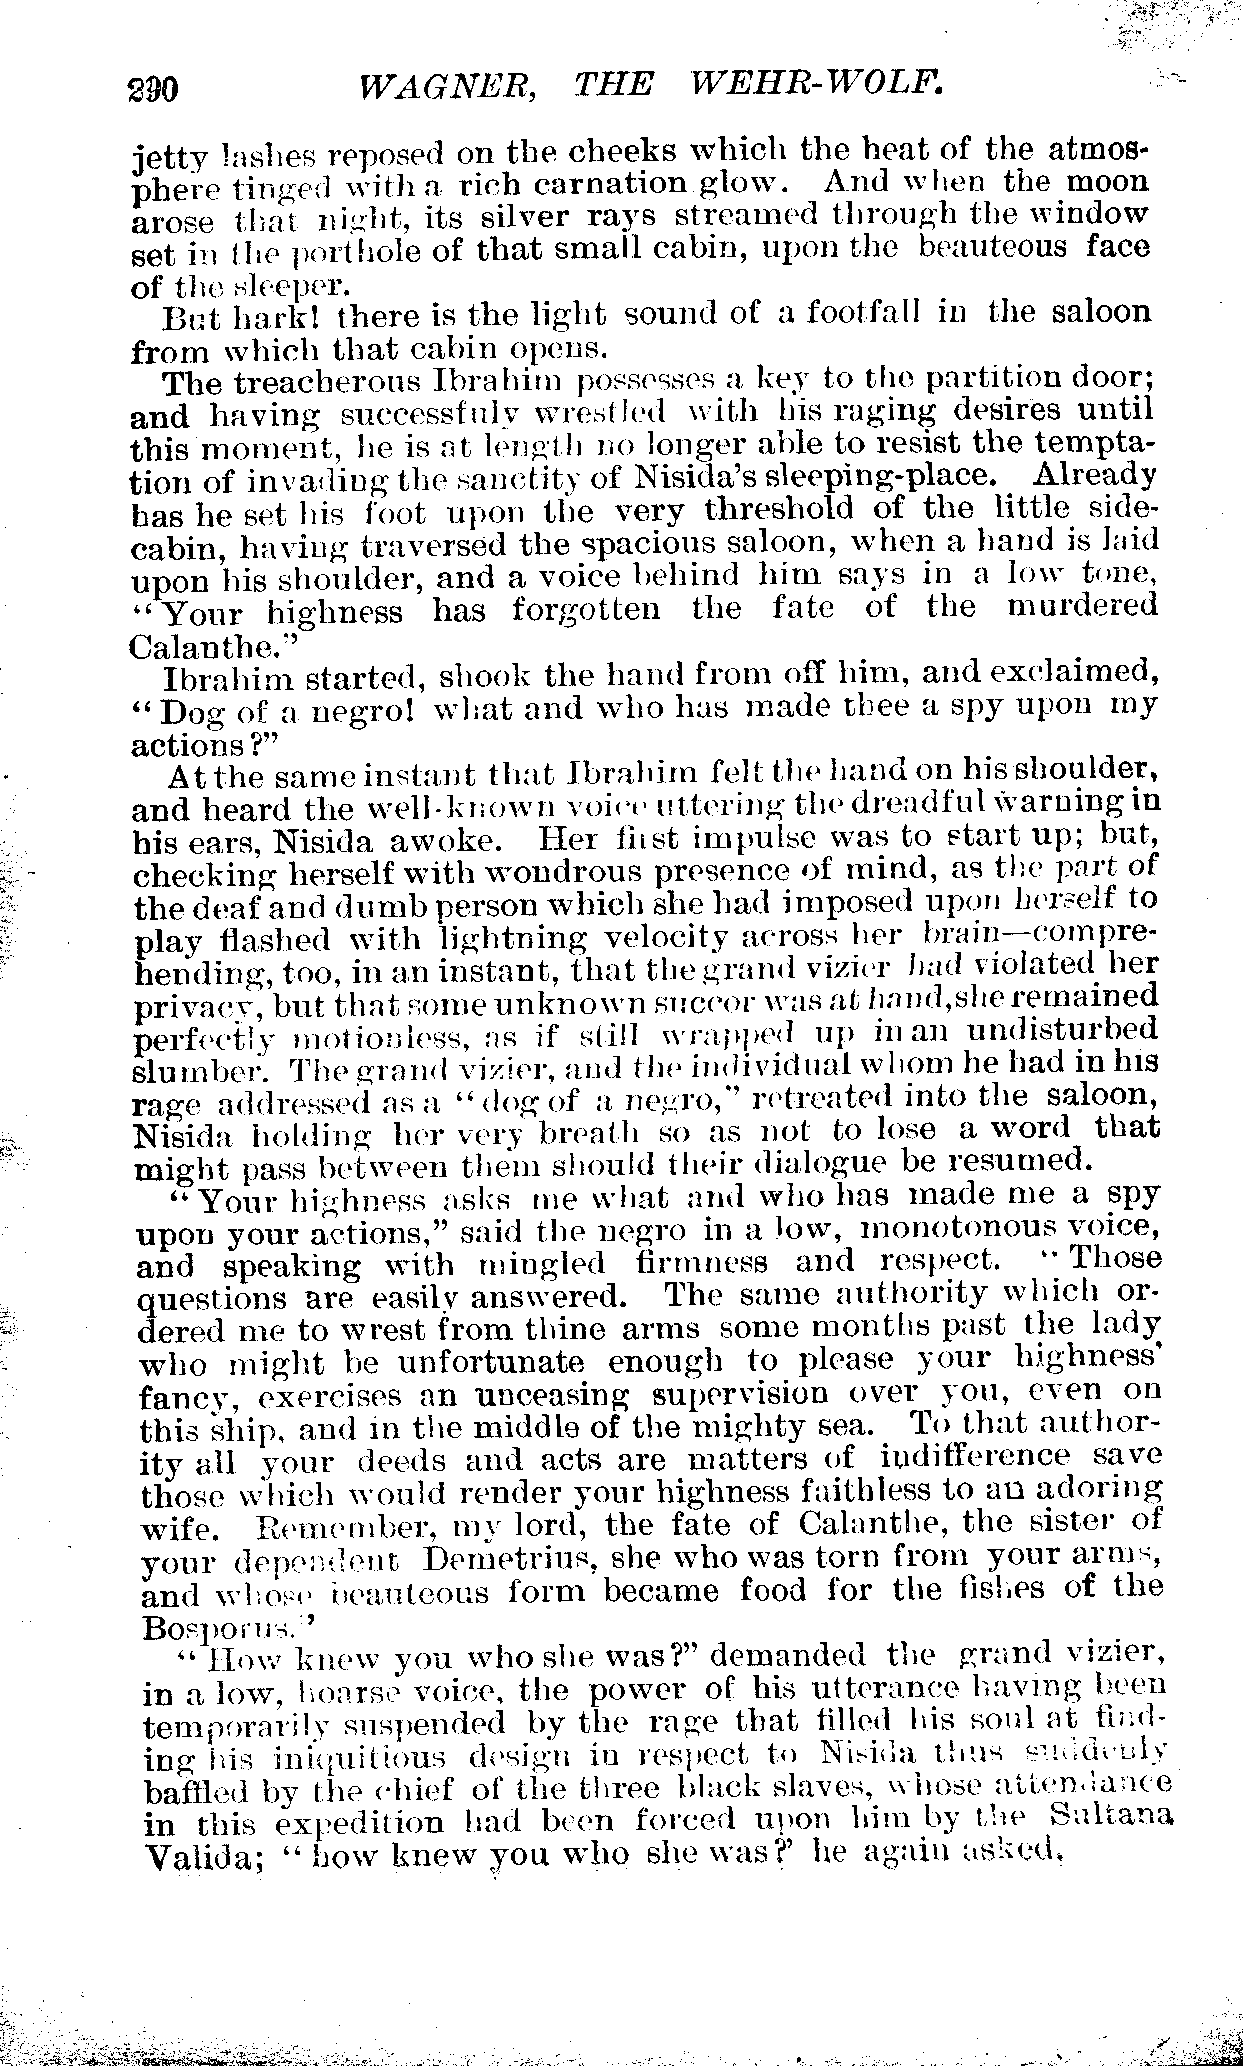 290 WAGNER, THE WEHR-WOLF.
jetty lashes reposed on the cheeks which the heat of the atmos-
phere tinged with a rich carnation glow. And when the moon
arose that night, its silver rays streamed through the window
set in the porthole of that small cabin, upon the beauteous face
of the sleeper.
But hark! there is the light sound of a footfall in the saloon
from which that cabin opens.
The treacherous Ibrahim possesses a key to the partition door;
and having successfuly wrestled with his raging desires until
this moment, he is at length no longer able to resist the tempta-
tion of invading the sanctity of Nisida's sleeping-place. Already
has he set his foot upon the very threshold of the little side-
cabin, having traversed the spacious saloon, when a hand is laid
upon his shoulder, and a voice behind him says in a low tone,
"Your highness has forgotten the fate of the murdered
Calanthe."
Ibrahim started, shook the hand from off him, and exclaimed,
"Dog of a negro! what and who has made thee a spy upon my
actions?"
At the same instant that Ibrahim felt the hand on his shoulder,
and heard the well-known voice uttering the dreadful warning in
his ears, Nisida awoke. Her first impulse was to start up; but,
checking herself with wondrous presence of mind, as the part of
the deaf and dumb person which she had imposed upon herself to
play flashed with lightning velocity across her brain—compre-
hending, too, in an instant, that the grand vizier had violated her
privacy, but that some unknown succor was at hand, she remained
perfectly motionless, as if still wrapped up in an undisturbed
slumber. The grand vizier, and the individual whom he had in his
rage addressed as a "dog of a negro," retreated into the saloon,
Nisida holding her very breath so as not to lose a word that
might pass between them should their dialogue be resumed.
"Your highness asks me what and who has made me a spy
upon your actions," said the negro in a low, monotonous voice,
and speaking with mingled firmness and respect. "Those
questions are easily answered. The same authority which or-
dered me to wrest from thine arms some months past the lady
who might be unfortunate enough to please your highness'
fancy, exercises an unceasing supervision over you, even on
this ship, and in the middle of the mighty sea. To that author-
ity all your deeds and acts are matters of indifference save
those which would render your highness faithless to an adoring
wife. Remember, my lord, the fate of Calanthe, the sister of
your dependent Demetrius, she who was torn from your arms,
and whose beauteous form became food for the fishes of the
Bosporus.'
"How knew you who she was?" demanded the grand vizier,
in a low, hoarse voice, the power of his utterance having been
temporarily suspended by the rage that filled his soul at find-
ing his iniquitious design in respect to Nisida thus suddenly
baffled by the chief of the three black slaves, whose attendance
in this expedition had been forced upon him by the Sultana
Valida; "how knew you who she was?' he again asked,